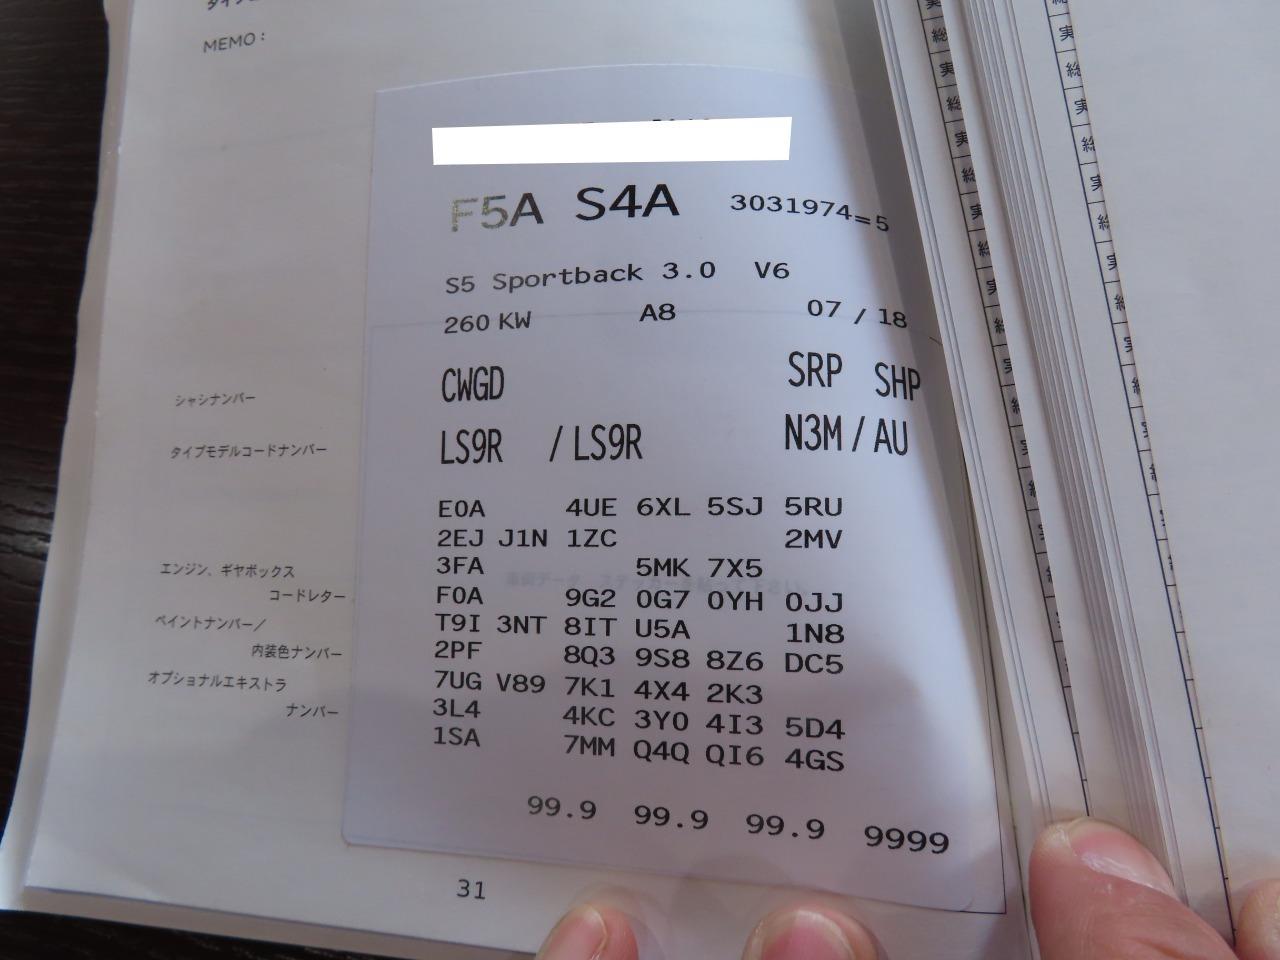 MEMO：
F5A S4A 3031974=5
S5 Sportback 3.0 V6
260 KW A8 07 / 18
シャシナンバー
CWGD SRP SHP
タイプモデルコードナンバー
LS9R / LS9R N3M / AU
E0A 4UE 6XL 5SJ 5RU
2EJ J1N 1ZC 2MV
3FA 5MK 7X5
エンジン、ギヤボックス
コードレター
F0A 9G2 0G7 0YH 0JJ
ペイントナンバー／
内装色ナンバー
T9I 3NT 8IT U5A 1N8
2PF 8Q3 9S8 8Z6 DC5
オプショナルエキストラ
ナンバー
7UG V89 7K1 4X4 2K3
3L4 4KC 3Y0 4I3 5D4
1SA 7MM Q4Q QI6 4GS
99.9 99.9 99.9 9999
31